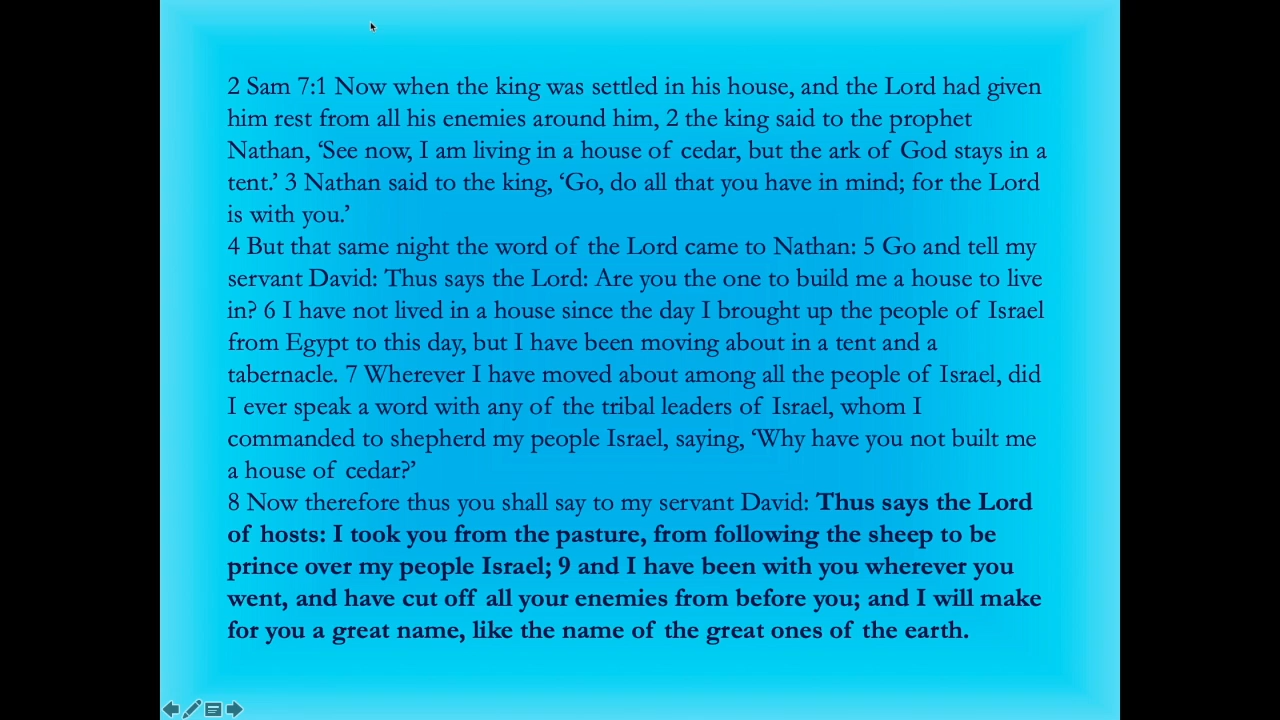 2 Sam 7:1 Now when the king was settled in his house, and the Lord had given
him rest from all his enemies around him, 2 the king said to the prophet
Nathan, ‘See now, I am living in a house of cedar, but the ark of God stays in a
tent.’ 3 Nathan said to the king, ‘Go, do all that you have in mind; for the Lord
is with you.’
4 But that same night the word of the Lord came to Nathan: 5 Go and tell my
servant David: Thus says the Lord: Are you the one to build me a house to live
in? 6 I have not lived in a house since the day I brought up the people of Israel
from Egypt to this day, but I have been moving about in a tent and a
tabernacle. 7 Wherever I have moved about among all the people of Israel, did
I ever speak a word with any of the tribal leaders of Israel, whom I
commanded to shepherd my people Israel, saying, ‘Why have you not built me
a house of cedar?’
8 Now therefore thus you shall say to my servant David: Thus says the Lord
of hosts: I took you from the pasture, from following the sheep to be
prince over my people Israel; 9 and I have been with you wherever you
went, and have cut off all your enemies from before you; and I will make
for you a great name, like the name of the great ones of the earth.